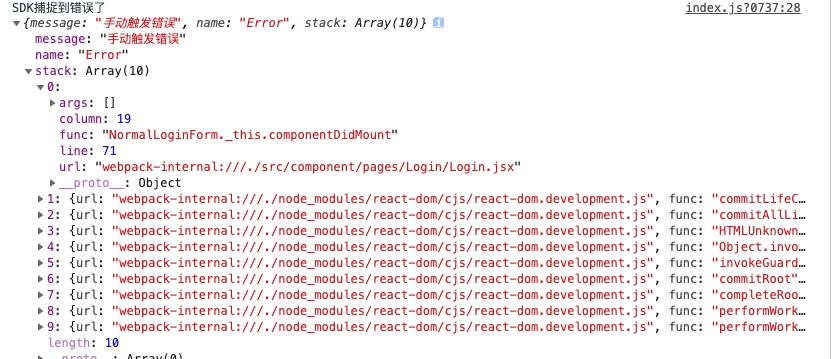 SDK捕捉到错误了 index.js?0737:28
▼{message: "手动触发错误", name: "Error", stack: Array(10)} i
message: "手动触发错误"
name: "Error"
▼stack: Array(10)
▼0:
▶args: []
column: 19
func: "NormalLoginForm._this.componentDidMount"
line: 71
url: "webpack-internal:///./src/component/pages/Login/Login.jsx"
▶__proto__: Object
▶1: {url: "webpack-internal:///./node_modules/react-dom/cjs/react-dom.development.js", func: "commitLifeC…
▶2: {url: "webpack-internal:///./node_modules/react-dom/cjs/react-dom.development.js", func: "commitAllLi…
▶3: {url: "webpack-internal:///./node_modules/react-dom/cjs/react-dom.development.js", func: "HTMLUnknown…
▶4: {url: "webpack-internal:///./node_modules/react-dom/cjs/react-dom.development.js", func: "Object.invo…
▶5: {url: "webpack-internal:///./node_modules/react-dom/cjs/react-dom.development.js", func: "invokeGuard…
▶6: {url: "webpack-internal:///./node_modules/react-dom/cjs/react-dom.development.js", func: "commitRoot"…
▶7: {url: "webpack-internal:///./node_modules/react-dom/cjs/react-dom.development.js", func: "completeRoo…
▶8: {url: "webpack-internal:///./node_modules/react-dom/cjs/react-dom.development.js", func: "performWork…
▶9: {url: "webpack-internal:///./node_modules/react-dom/cjs/react-dom.development.js", func: "performWork…
length: 10
▶__proto__: Array(0)